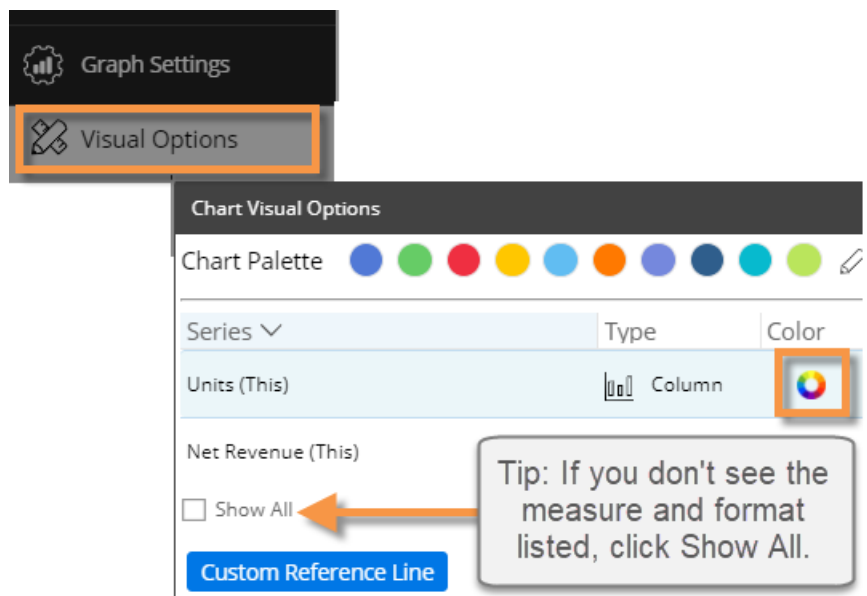 Graph Settings
Visual Options
Chart Visual Options
Chart Palette
Series Type Color
Units (This) Column
Net Revenue (This)
Show All
Tip: If you don't see the
measure and format
listed, click Show All.
Custom Reference Line